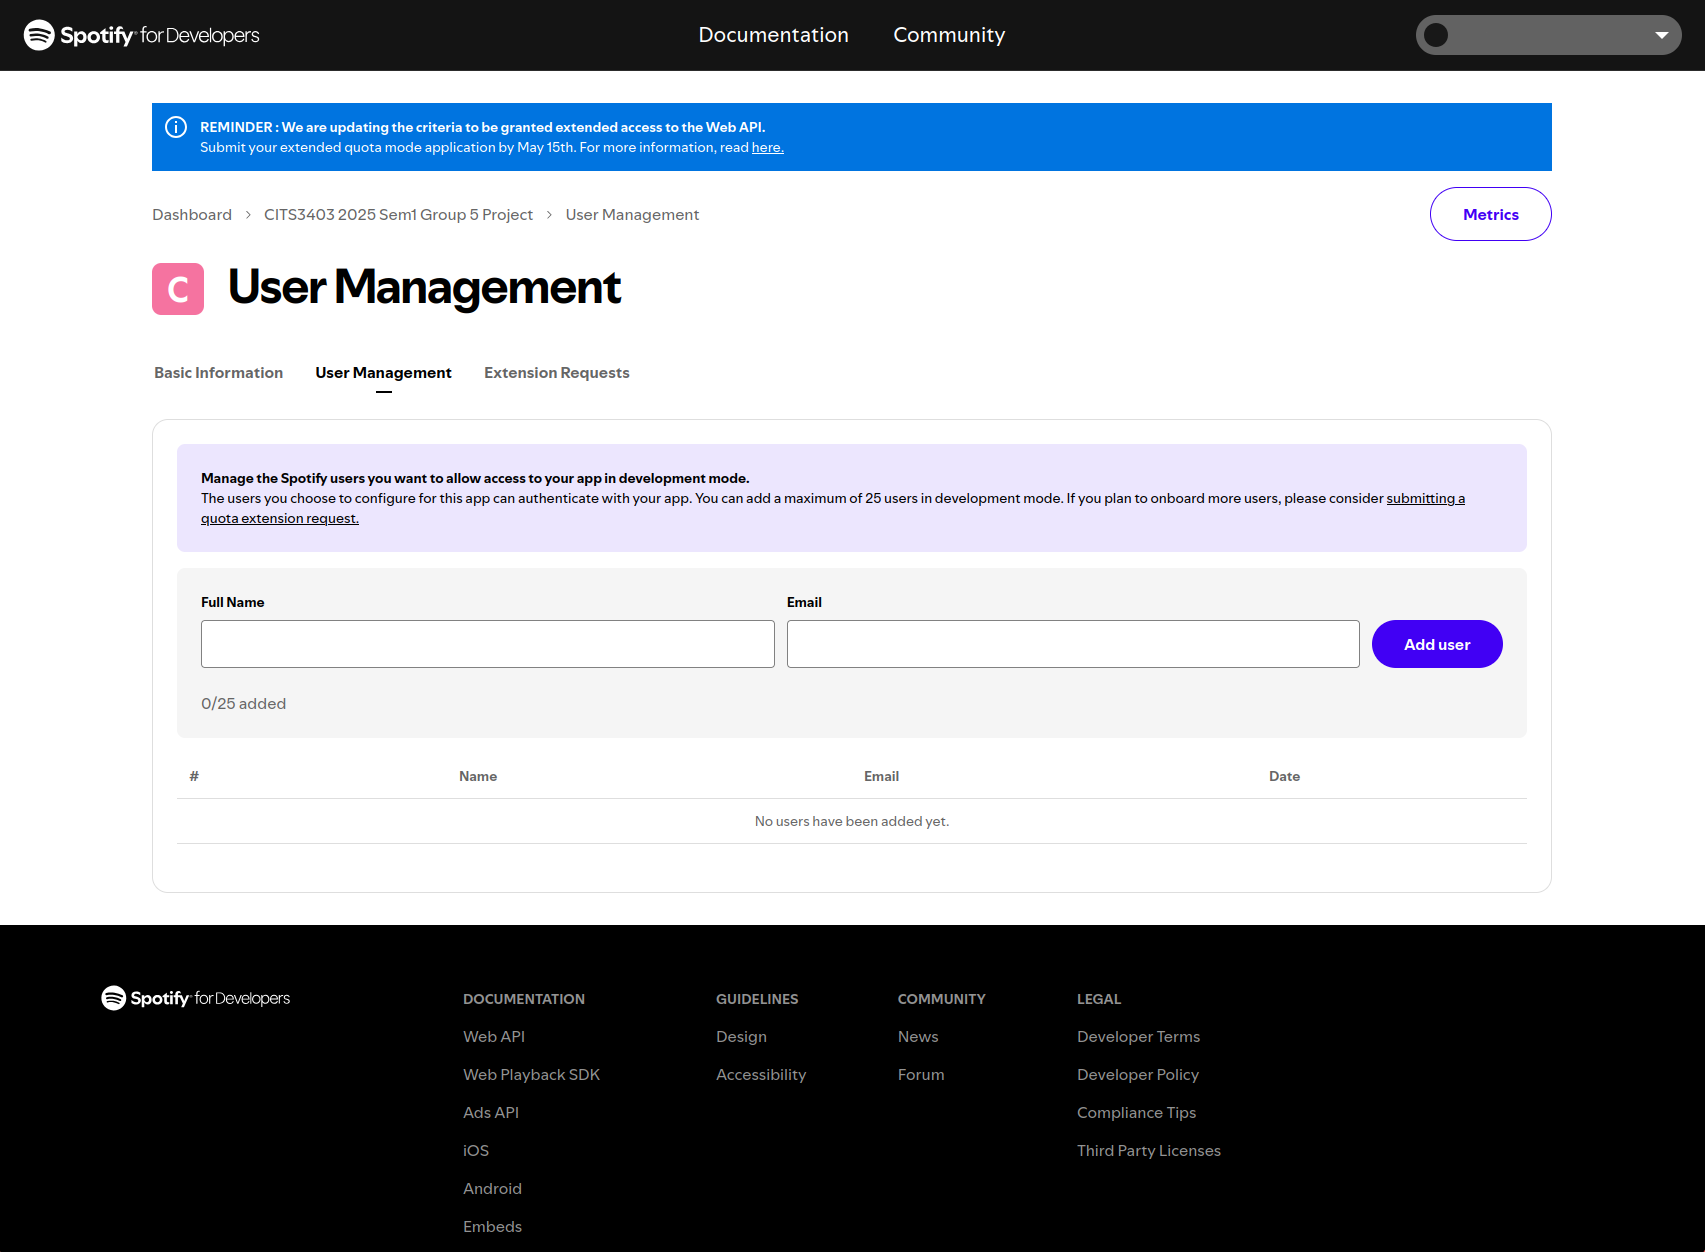 Spotify for Developers
Documentation
Community
REMINDER : We are updating the criteria to be granted extended access to the Web API.
Submit your extended quota mode application by May 15th. For more information, read here.
Dashboard > CITS3403 2025 Sem1 Group 5 Project > User Management
Metrics
C
User Management
Basic Information
User Management
Extension Requests
Manage the Spotify users you want to allow access to your app in development mode.
The users you choose to configure for this app can authenticate with your app. You can add a maximum of 25 users in development mode. If you plan to onboard more users, please consider submitting a
quota extension request.
Full Name
Email
Add user
0/25 added
# Name Email Date
No users have been added yet.
Spotify for Developers
DOCUMENTATION
Web API
Web Playback SDK
Ads API
iOS
Android
Embeds
GUIDELINES
Design
Accessibility
COMMUNITY
News
Forum
LEGAL
Developer Terms
Developer Policy
Compliance Tips
Third Party Licenses